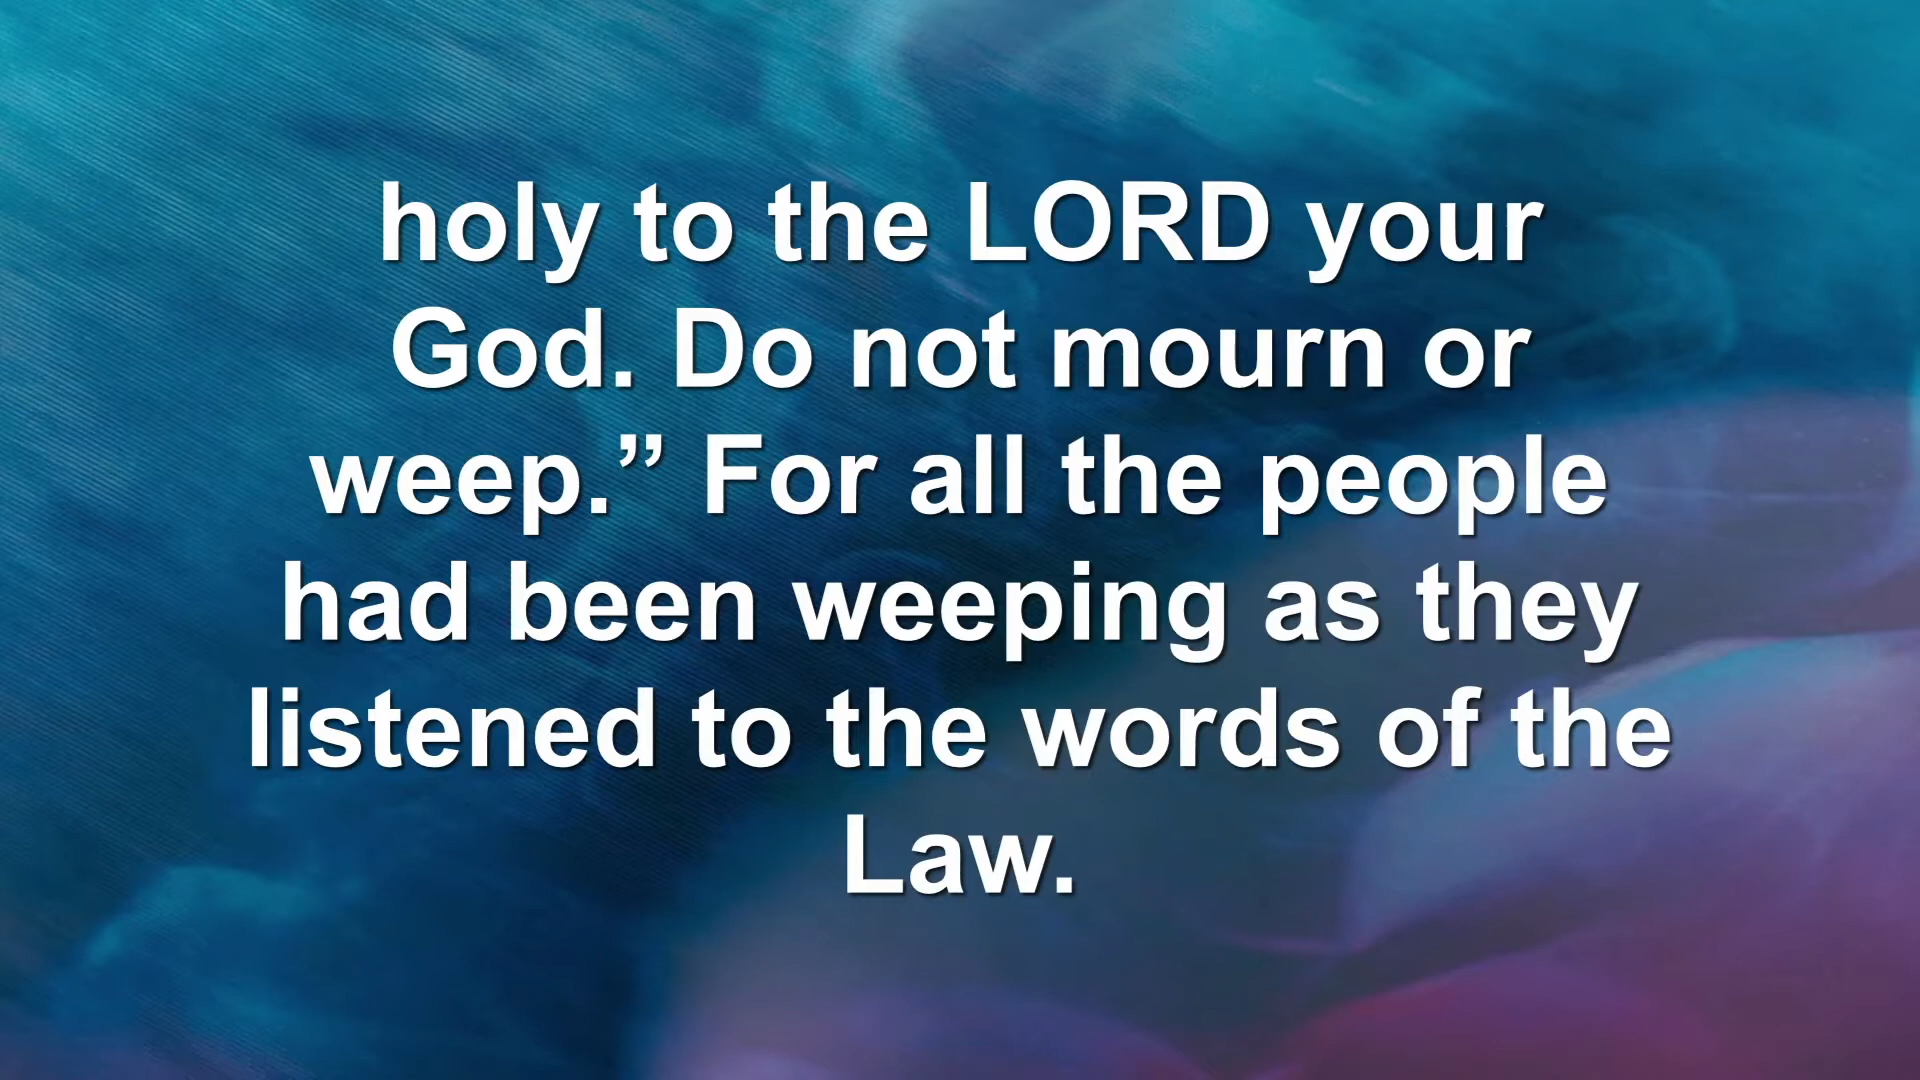 holy to the LORD your
God. Do not mourn or
weep.” For all the people
had been weeping as they
listened to the words of the
Law.